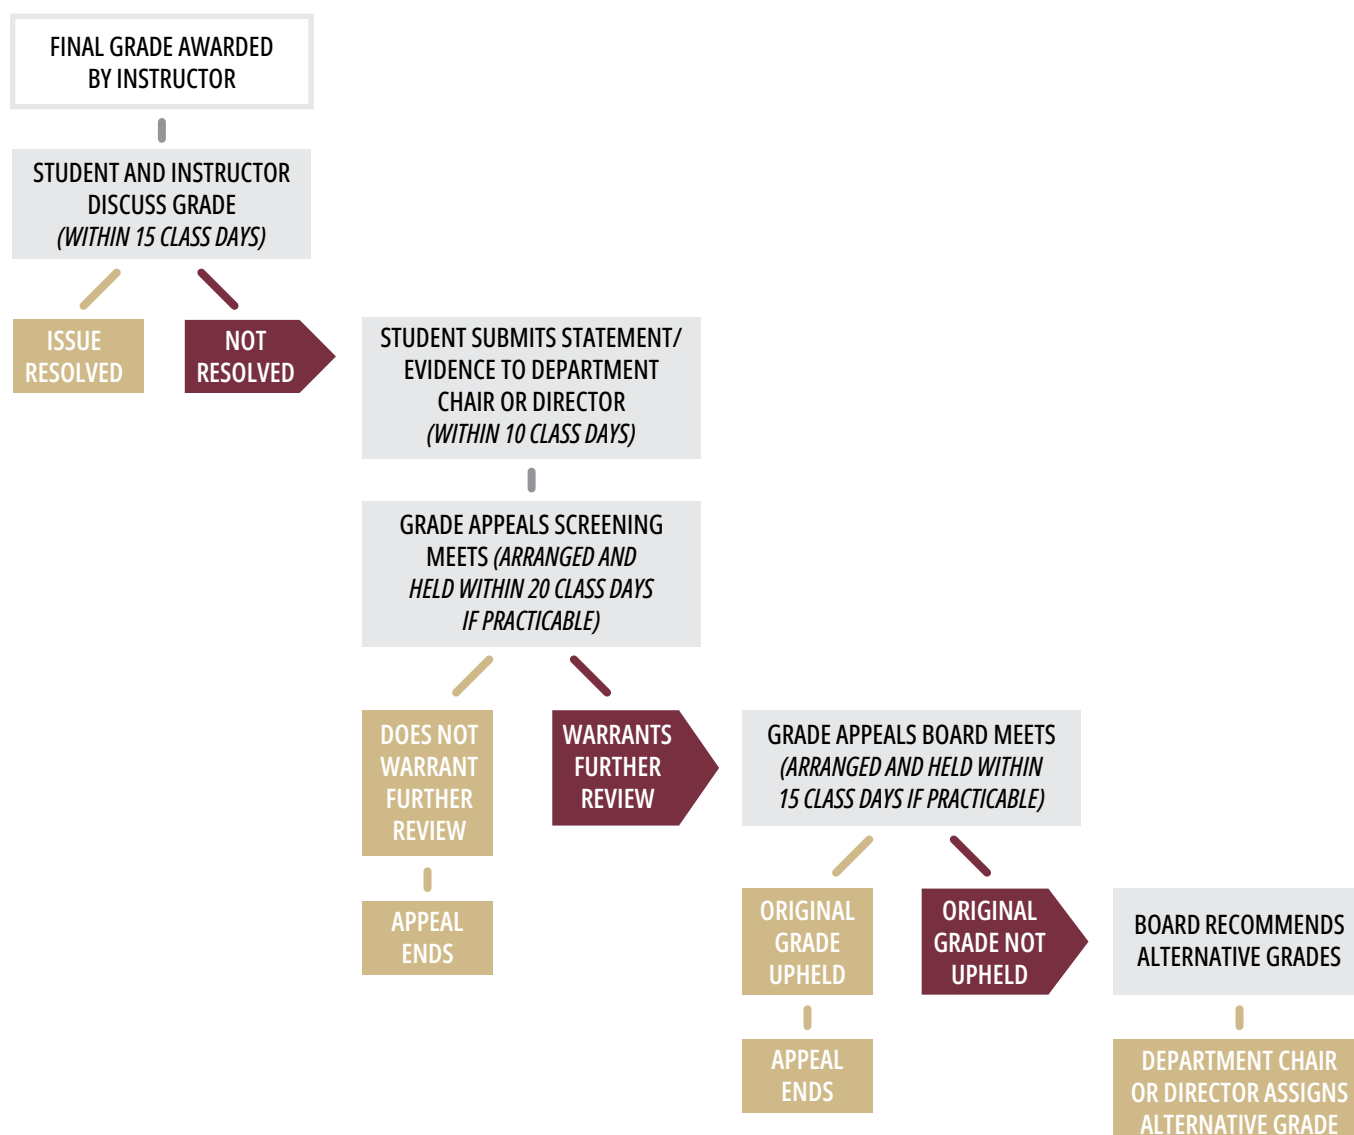 FINAL GRADE AWARDED
BY INSTRUCTOR
STUDENT AND INSTRUCTOR
DISCUSS GRADE
(WITHIN 15 CLASS DAYS)
ISSUE
RESOLVED
NOT
RESOLVED
STUDENT SUBMITS STATEMENT/
EVIDENCE TO DEPARTMENT
CHAIR OR DIRECTOR
(WITHIN 10 CLASS DAYS)
GRADE APPEALS SCREENING
MEETS (ARRANGED AND
HELD WITHIN 20 CLASS DAYS
IF PRACTICABLE)
DOES NOT
WARRANT
FURTHER
REVIEW
APPEAL
ENDS
WARRANTS
FURTHER
REVIEW
GRADE APPEALS BOARD MEETS
(ARRANGED AND HELD WITHIN
15 CLASS DAYS IF PRACTICABLE)
ORIGINAL
GRADE
UPHELD
APPEAL
ENDS
ORIGINAL
GRADE NOT
UPHELD
BOARD RECOMMENDS
ALTERNATIVE GRADES
DEPARTMENT CHAIR
OR DIRECTOR ASSIGNS
ALTERNATIVE GRADE